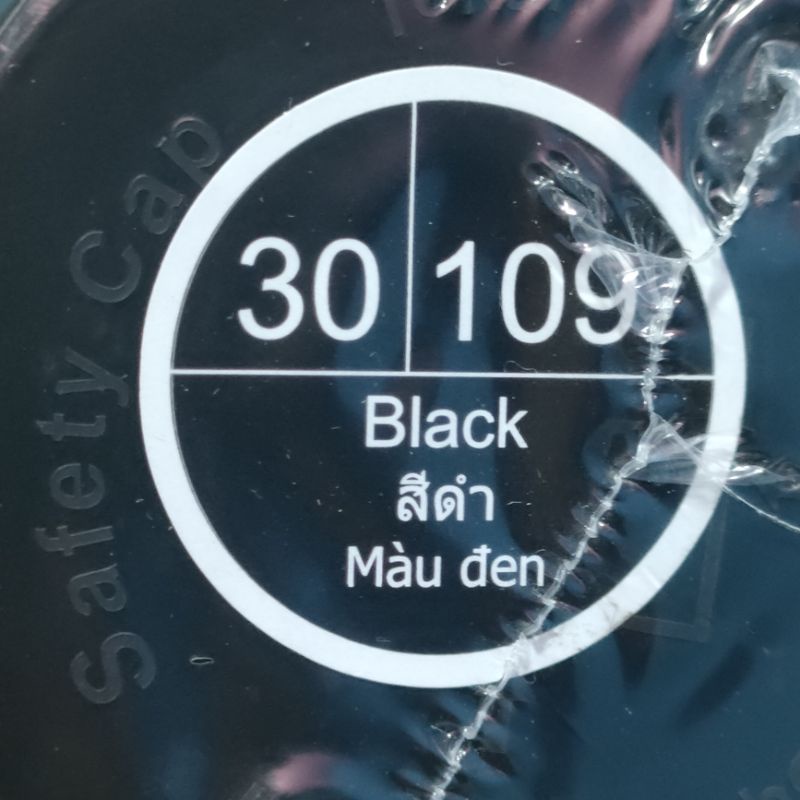 Safety Cap
30 109
Black
สีดำ
Màu đen